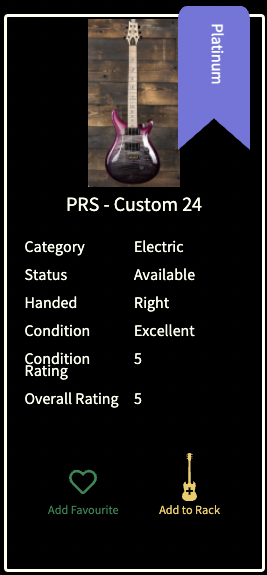 Platinum
PRS - Custom 24
Category Electric
Status Available
Handed Right
Condition Excellent
Condition
Rating 5
Overall Rating 5
Add Favourite Add to Rack